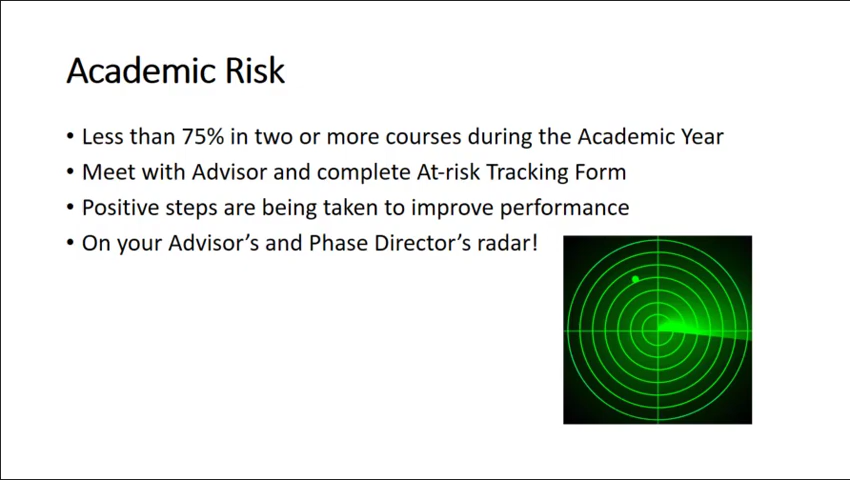 Academic Risk
• Less than 75% in two or more courses during the Academic Year
• Meet with Advisor and complete At-risk Tracking Form
• Positive steps are being taken to improve performance
• On your Advisor’s and Phase Director’s radar!